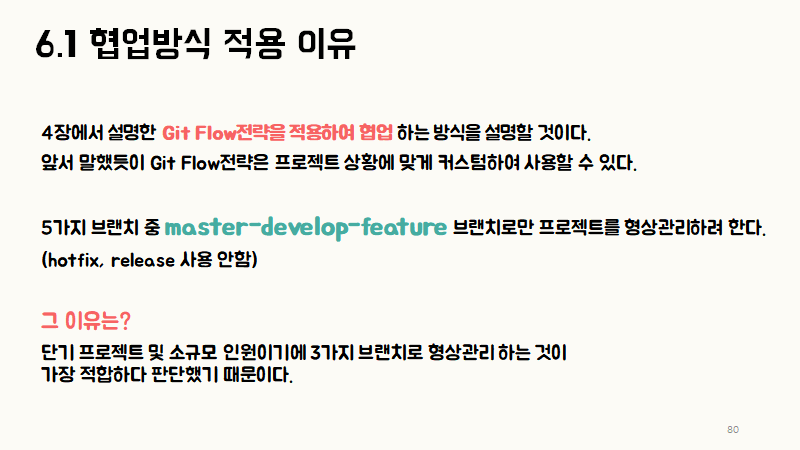 6.1 협업방식 적용 이유
4장에서 설명한 Git Flow전략을 적용하여 협업 하는 방식을 설명할 것이다.
앞서 말했듯이 Git Flow전략은 프로젝트 상황에 맞게 커스텀하여 사용할 수 있다.
5가지 브랜치 중 master-develop-feature 브랜치로만 프로젝트를 형상관리하려 한다.
(hotfix, release 사용 안함)
그 이유는?
단기 프로젝트 및 소규모 인원이기에 3가지 브랜치로 형상관리 하는 것이
가장 적합하다 판단했기 때문이다.
80